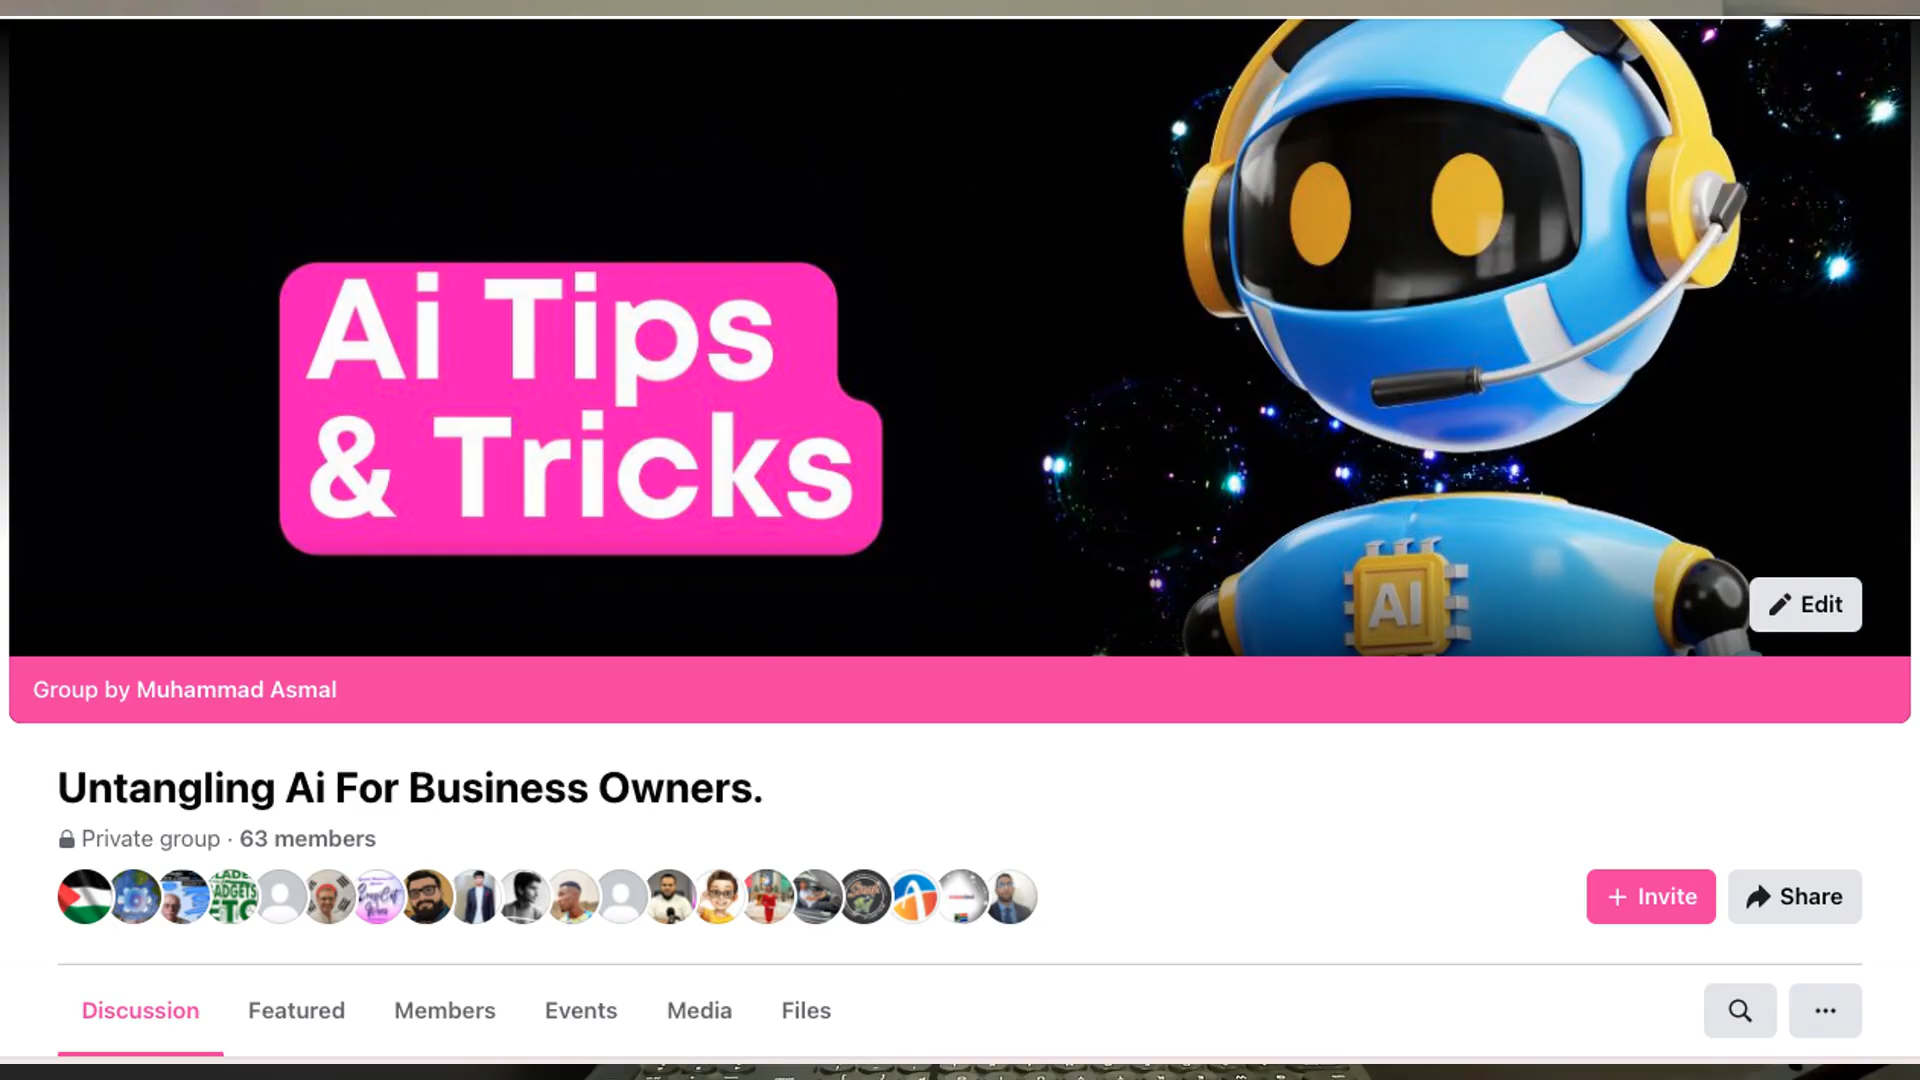 Ai Tips
& Tricks
AI
Edit
Group by Muhammad Asmal
Untangling Ai For Business Owners.
Private group · 63 members
+ Invite
Share
Discussion
Featured
Members
Events
Media
Files